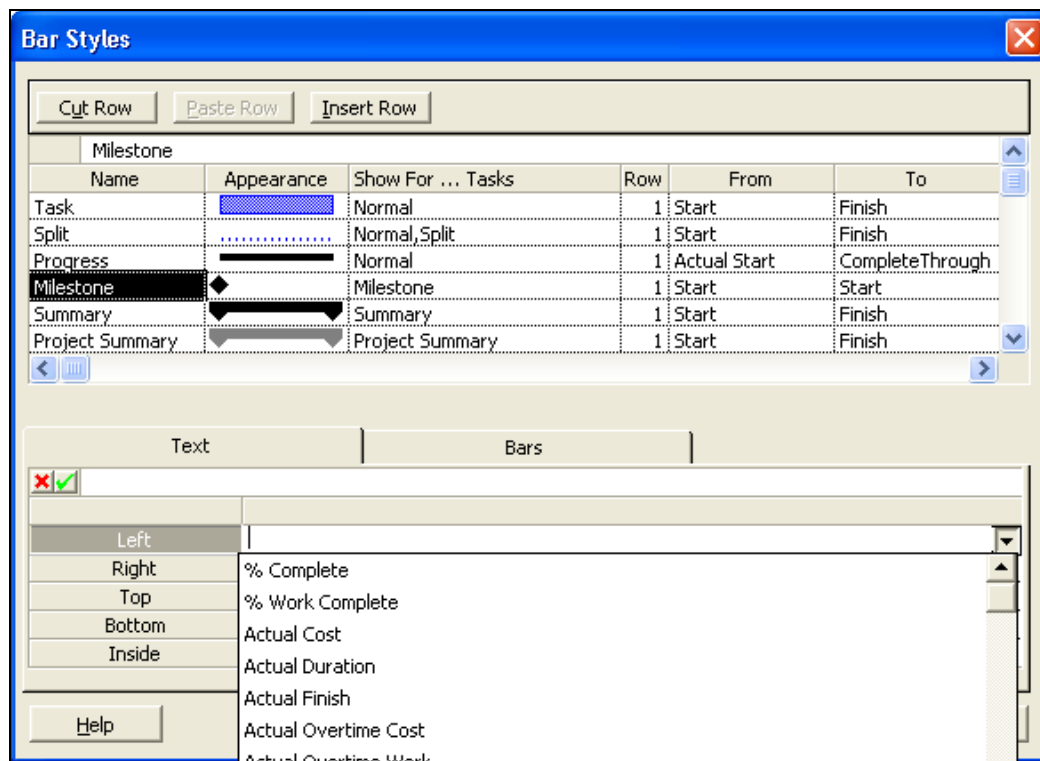 Bar Styles
Cut Row Paste Row Insert Row
Milestone
Name Appearance Show For ... Tasks Row From To
Task Normal 1 Start Finish
Split Normal,Split 1 Start Finish
Progress Normal 1 Actual Start CompleteThrough
Milestone Milestone 1 Start Start
Summary Summary 1 Start Finish
Project Summary Project Summary 1 Start Finish
Text Bars
Left
Right % Complete
Top % Work Complete
Bottom Actual Cost
Inside Actual Duration
Actual Finish
Help Actual Overtime Cost
Actual Overtime Work